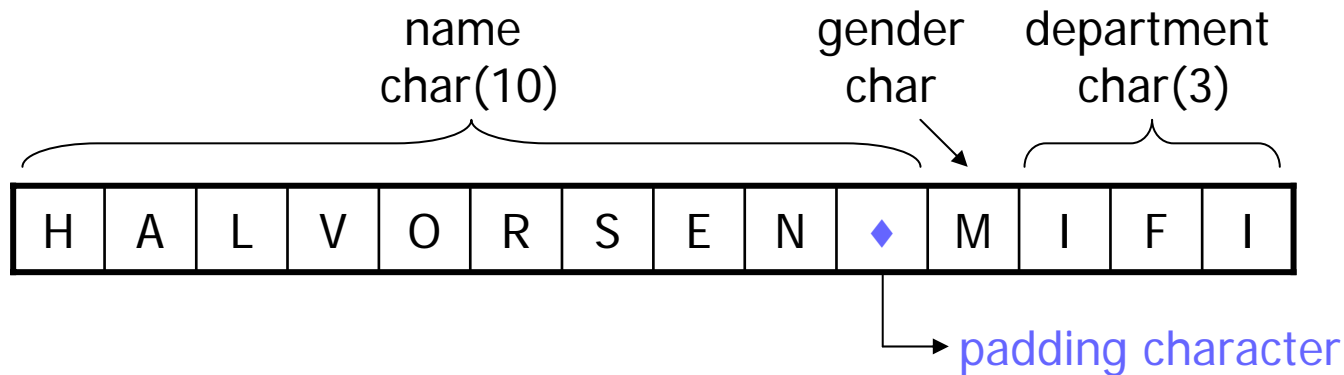 name gender department
char(10) char char(3)
H A L V O R S E N ♦ M I F I
padding character